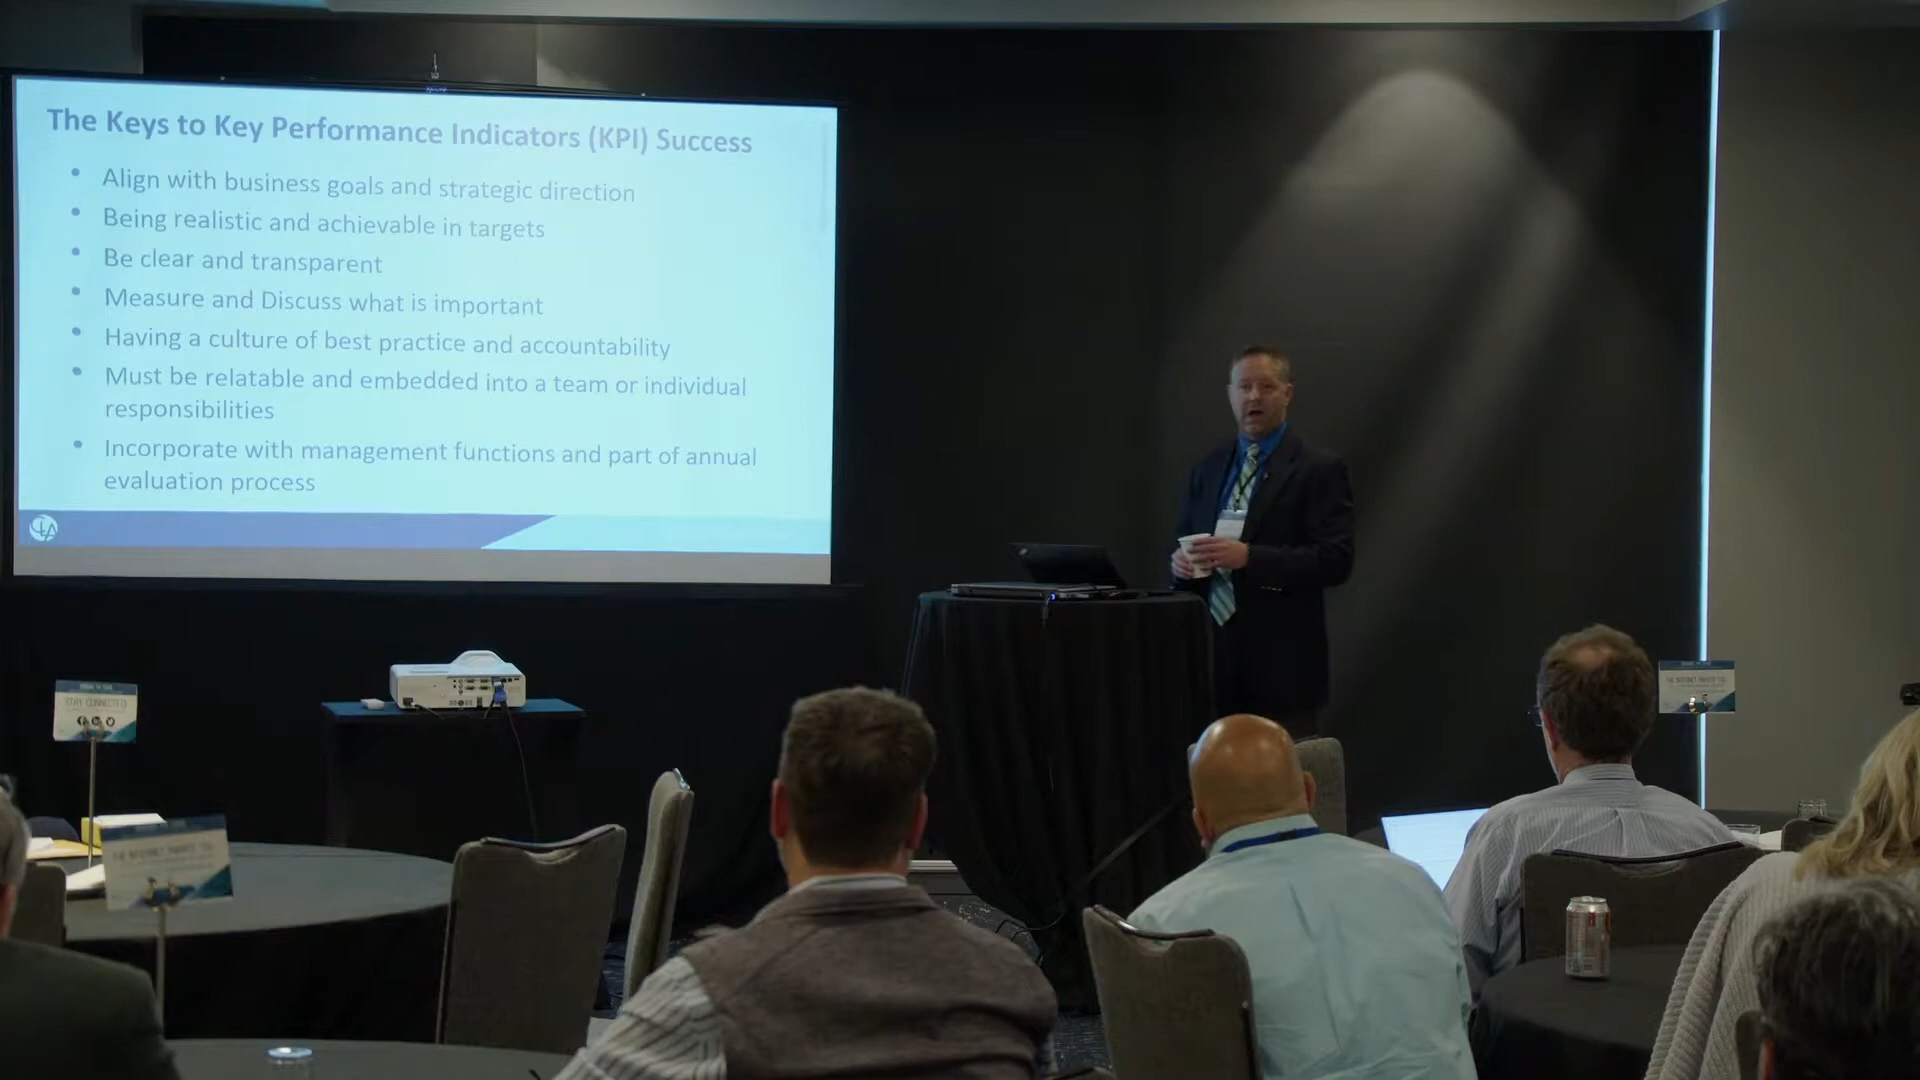 The Keys to Key Performance Indicators (KPI) Success
• Align with business goals and strategic direction
• Being realistic and achievable in targets
• Be clear and transparent
• Measure and Discuss what is important
• Having a culture of best practice and accountability
• Must be relatable and embedded into a team or individual
responsibilities
• Incorporate with management functions and part of annual
evaluation process
CLA
STAY CONNECTED